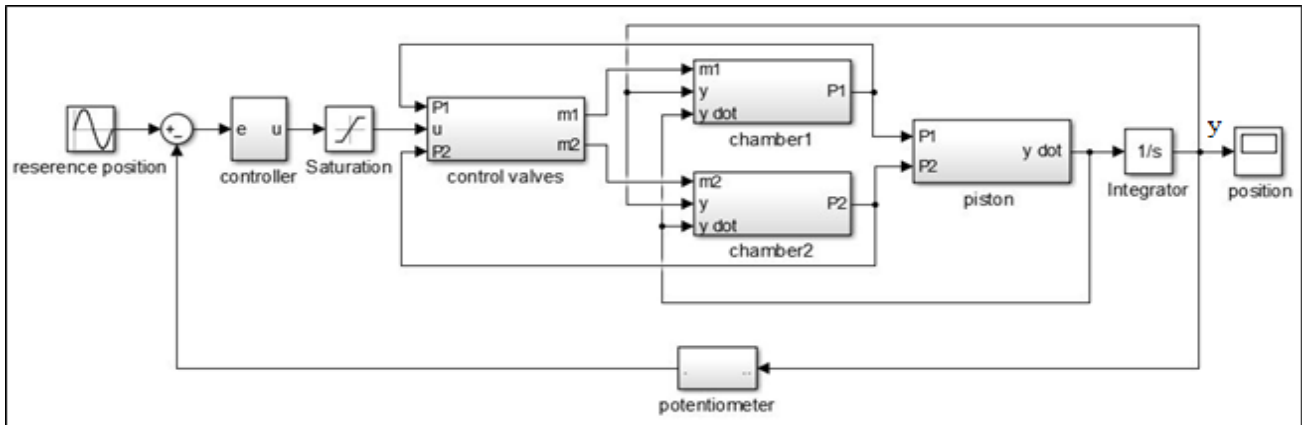 reserence position
+
-
e
u
controller
Saturation
P1
u
P2
m1
m2
control valves
m1
y
y dot
P1
chamber1
m2
y
y dot
P2
chamber2
P1
P2
y dot
piston
1/s
Integrator
y
position
potentiometer